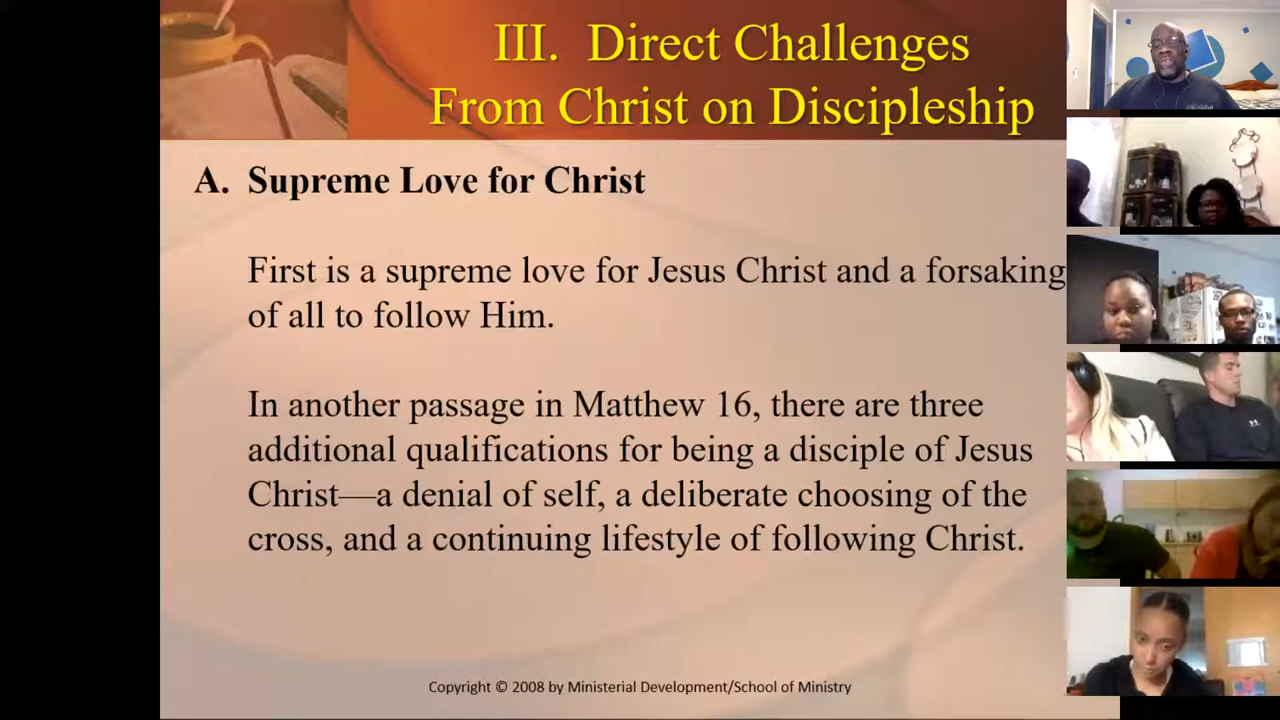 III. Direct Challenges
From Christ on Discipleship
A. Supreme Love for Christ
First is a supreme love for Jesus Christ and a forsaking
of all to follow Him.
In another passage in Matthew 16, there are three
additional qualifications for being a disciple of Jesus
Christ—a denial of self, a deliberate choosing of the
cross, and a continuing lifestyle of following Christ.
Copyright © 2008 by Ministerial Development/School of Ministry